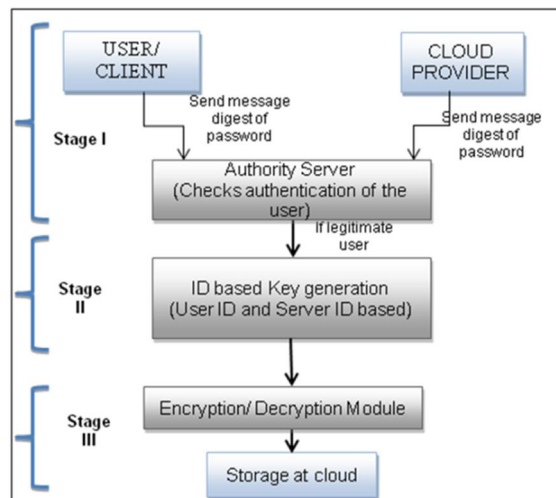 USER/
CLIENT
CLOUD
PROVIDER
Send message
digest of
password
Send message
digest of
password
Stage I
Authority Server
(Checks authentication of the
user)
If legitimate
user
Stage
II
ID based Key generation
(User ID and Server ID based)
Stage
III
Encryption/ Decryption Module
Storage at cloud